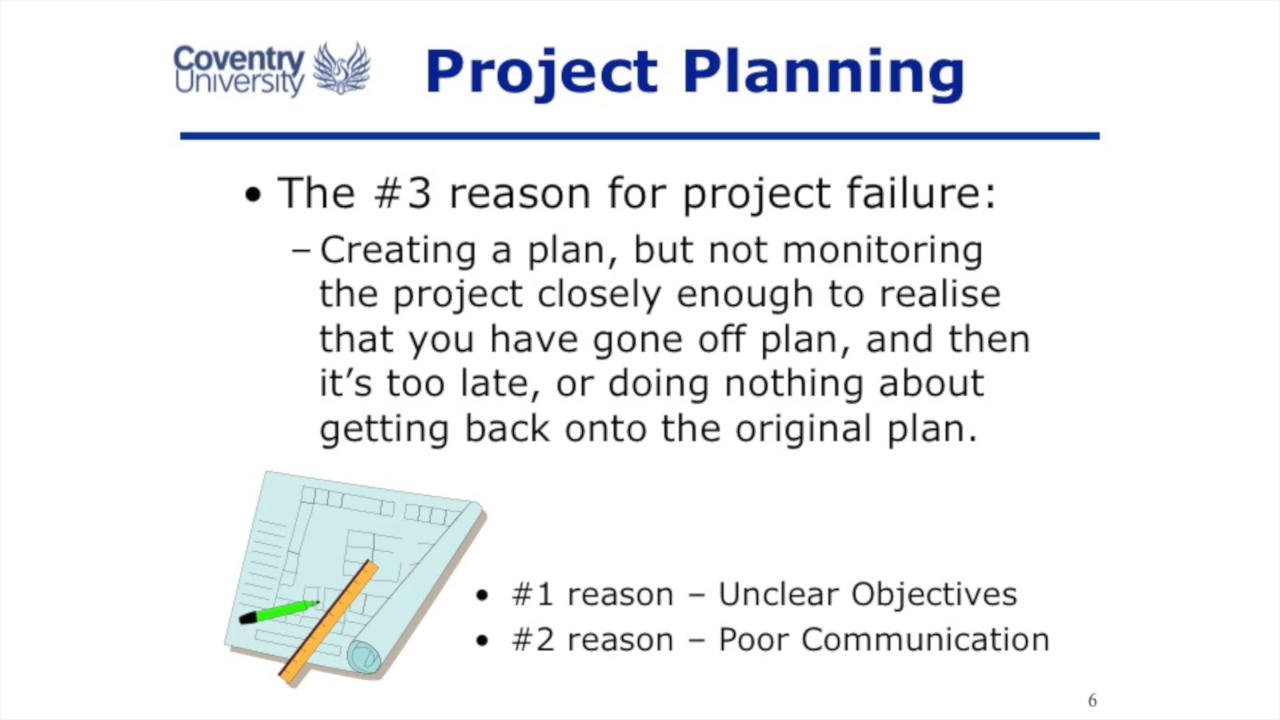 Coventry
University
Project Planning
• The #3 reason for project failure:
– Creating a plan, but not monitoring
the project closely enough to realise
that you have gone off plan, and then
it’s too late, or doing nothing about
getting back onto the original plan.
• #1 reason – Unclear Objectives
• #2 reason – Poor Communication
6